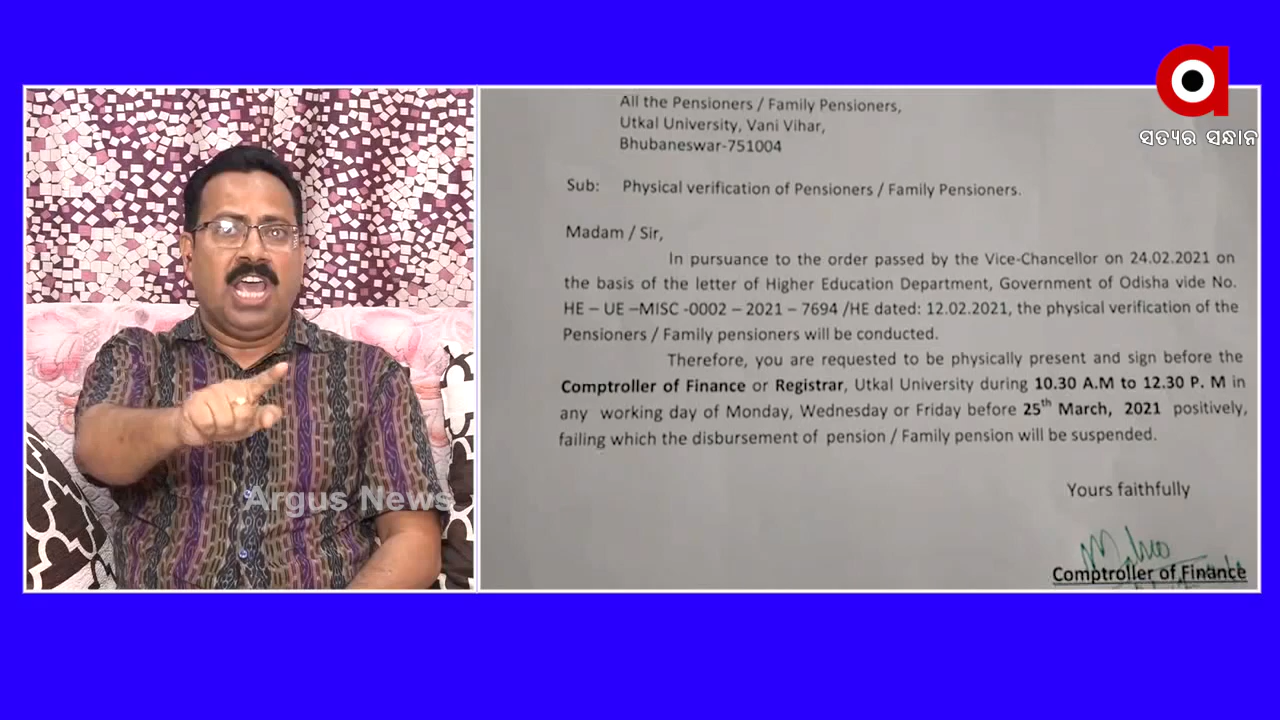 ସତ୍ୟର ସନ୍ଧାନ
All the Pensioners / Family Pensioners,
Utkal University, Vani Vihar,
Bhubaneswar-751004
Sub: Physical verification of Pensioners / Family Pensioners.
Madam / Sir,
In pursuance to the order passed by the Vice-Chancellor on 24.02.2021 on
the basis of the letter of Higher Education Department, Government of Odisha vide No.
HE – UE –MISC -0002 – 2021 – 7694 /HE dated: 12.02.2021, the physical verification of the
Pensioners / Family pensioners will be conducted.
Therefore, you are requested to be physically present and sign before the
Comptroller of Finance or Registrar, Utkal University during 10.30 A.M to 12.30 P. M in
any working day of Monday, Wednesday or Friday before 25th March, 2021 positively,
failing which the disbursement of pension / Family pension will be suspended.
Yours faithfully
Comptroller of Finance
Argus News